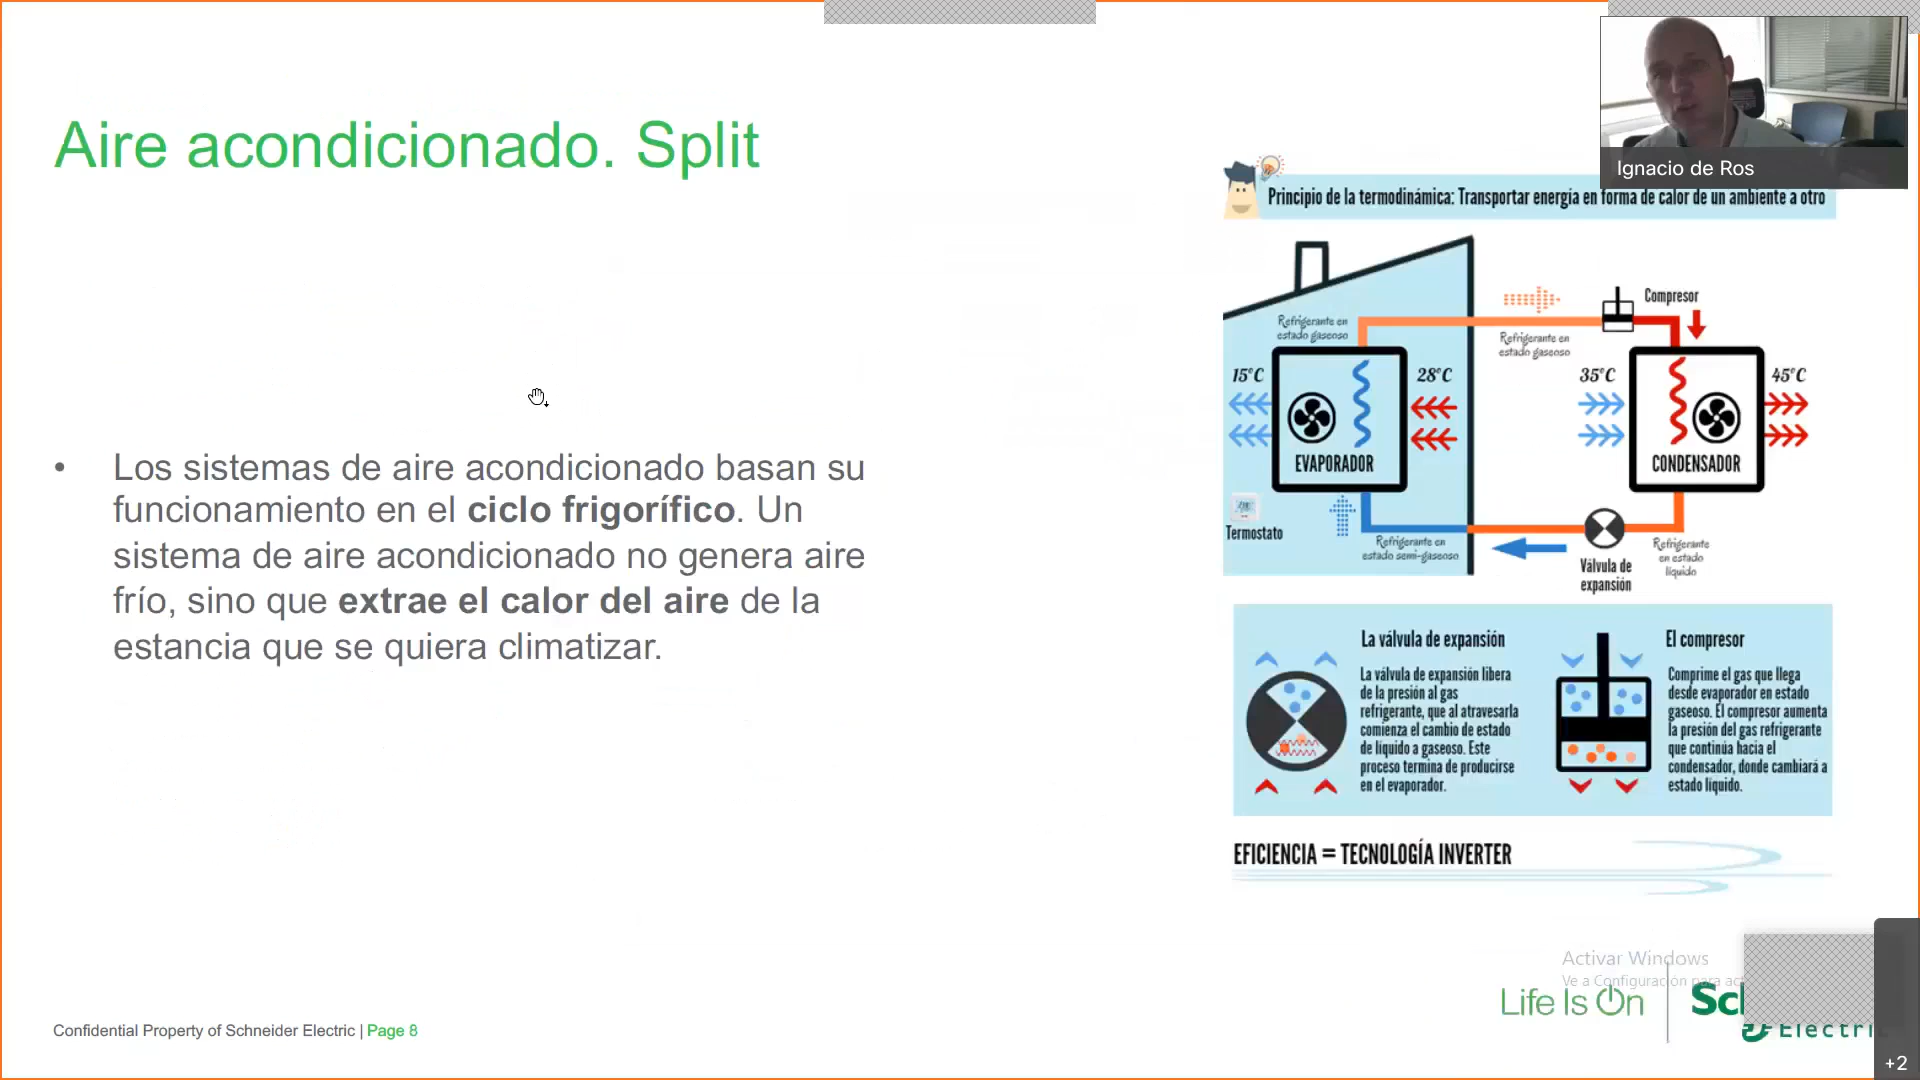 Aire acondicionado. Split
Ignacio de Ros
Principio de la termodinámica: Transportar energía en forma de calor de un ambiente a otro
• Los sistemas de aire acondicionado basan su
funcionamiento en el ciclo frigorífico. Un
sistema de aire acondicionado no genera aire
frío, sino que extrae el calor del aire de la
estancia que se quiera climatizar.
Compresor
Refrigerante en
estado gaseoso
Refrigerante en
estado gaseoso
15°C
28°C
35°C
45°C
EVAPORADOR
CONDENSADOR
Termostato
Refrigerante en
estado semi-gaseoso
Válvula de
expansión
Refrigerante
en estado
líquido
La válvula de expansión
La válvula de expansión libera
de la presión al gas
refrigerante, que al atravesarla
comienza el cambio de estado
de líquido a gaseoso. Este
proceso termina de producirse
en el evaporador.
El compresor
Comprime el gas que llega
desde evaporador en estado
gaseoso. El compresor aumenta
la presión del gas refrigerante
que continúa hacia el
condensador, donde cambiará a
estado líquido.
EFICIENCIA = TECNOLOGÍA INVERTER
Activar Windows
Ve a Configuración para
Life Is On
Electric
Confidential Property of Schneider Electric | Page 8
+2